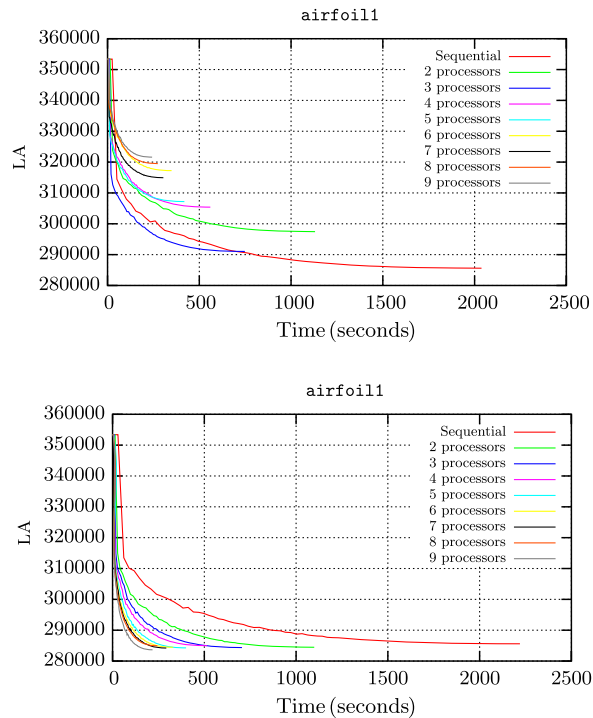 airfoil1
360000
350000
340000
330000
320000
310000
300000
290000
280000
LA
Sequential
2 processors
3 processors
4 processors
5 processors
6 processors
7 processors
8 processors
9 processors
0 500 1000 1500 2000 2500
Time (seconds)
airfoil1
360000
350000
340000
330000
320000
310000
300000
290000
280000
LA
Sequential
2 processors
3 processors
4 processors
5 processors
6 processors
7 processors
8 processors
9 processors
0 500 1000 1500 2000 2500
Time (seconds)